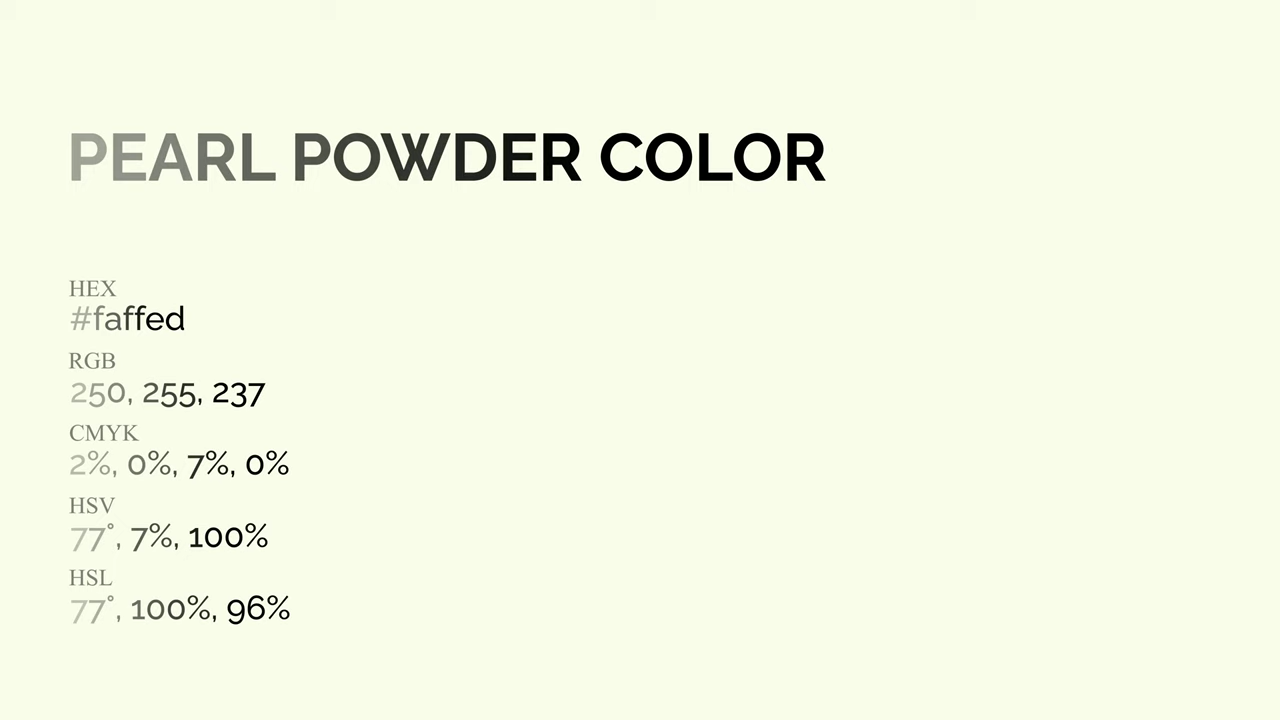 PEARL POWDER COLOR
HEX
#faffed
RGB
250, 255, 237
CMYK
2%, 0%, 7%, 0%
HSV
77°, 7%, 100%
HSL
77°, 100%, 96%